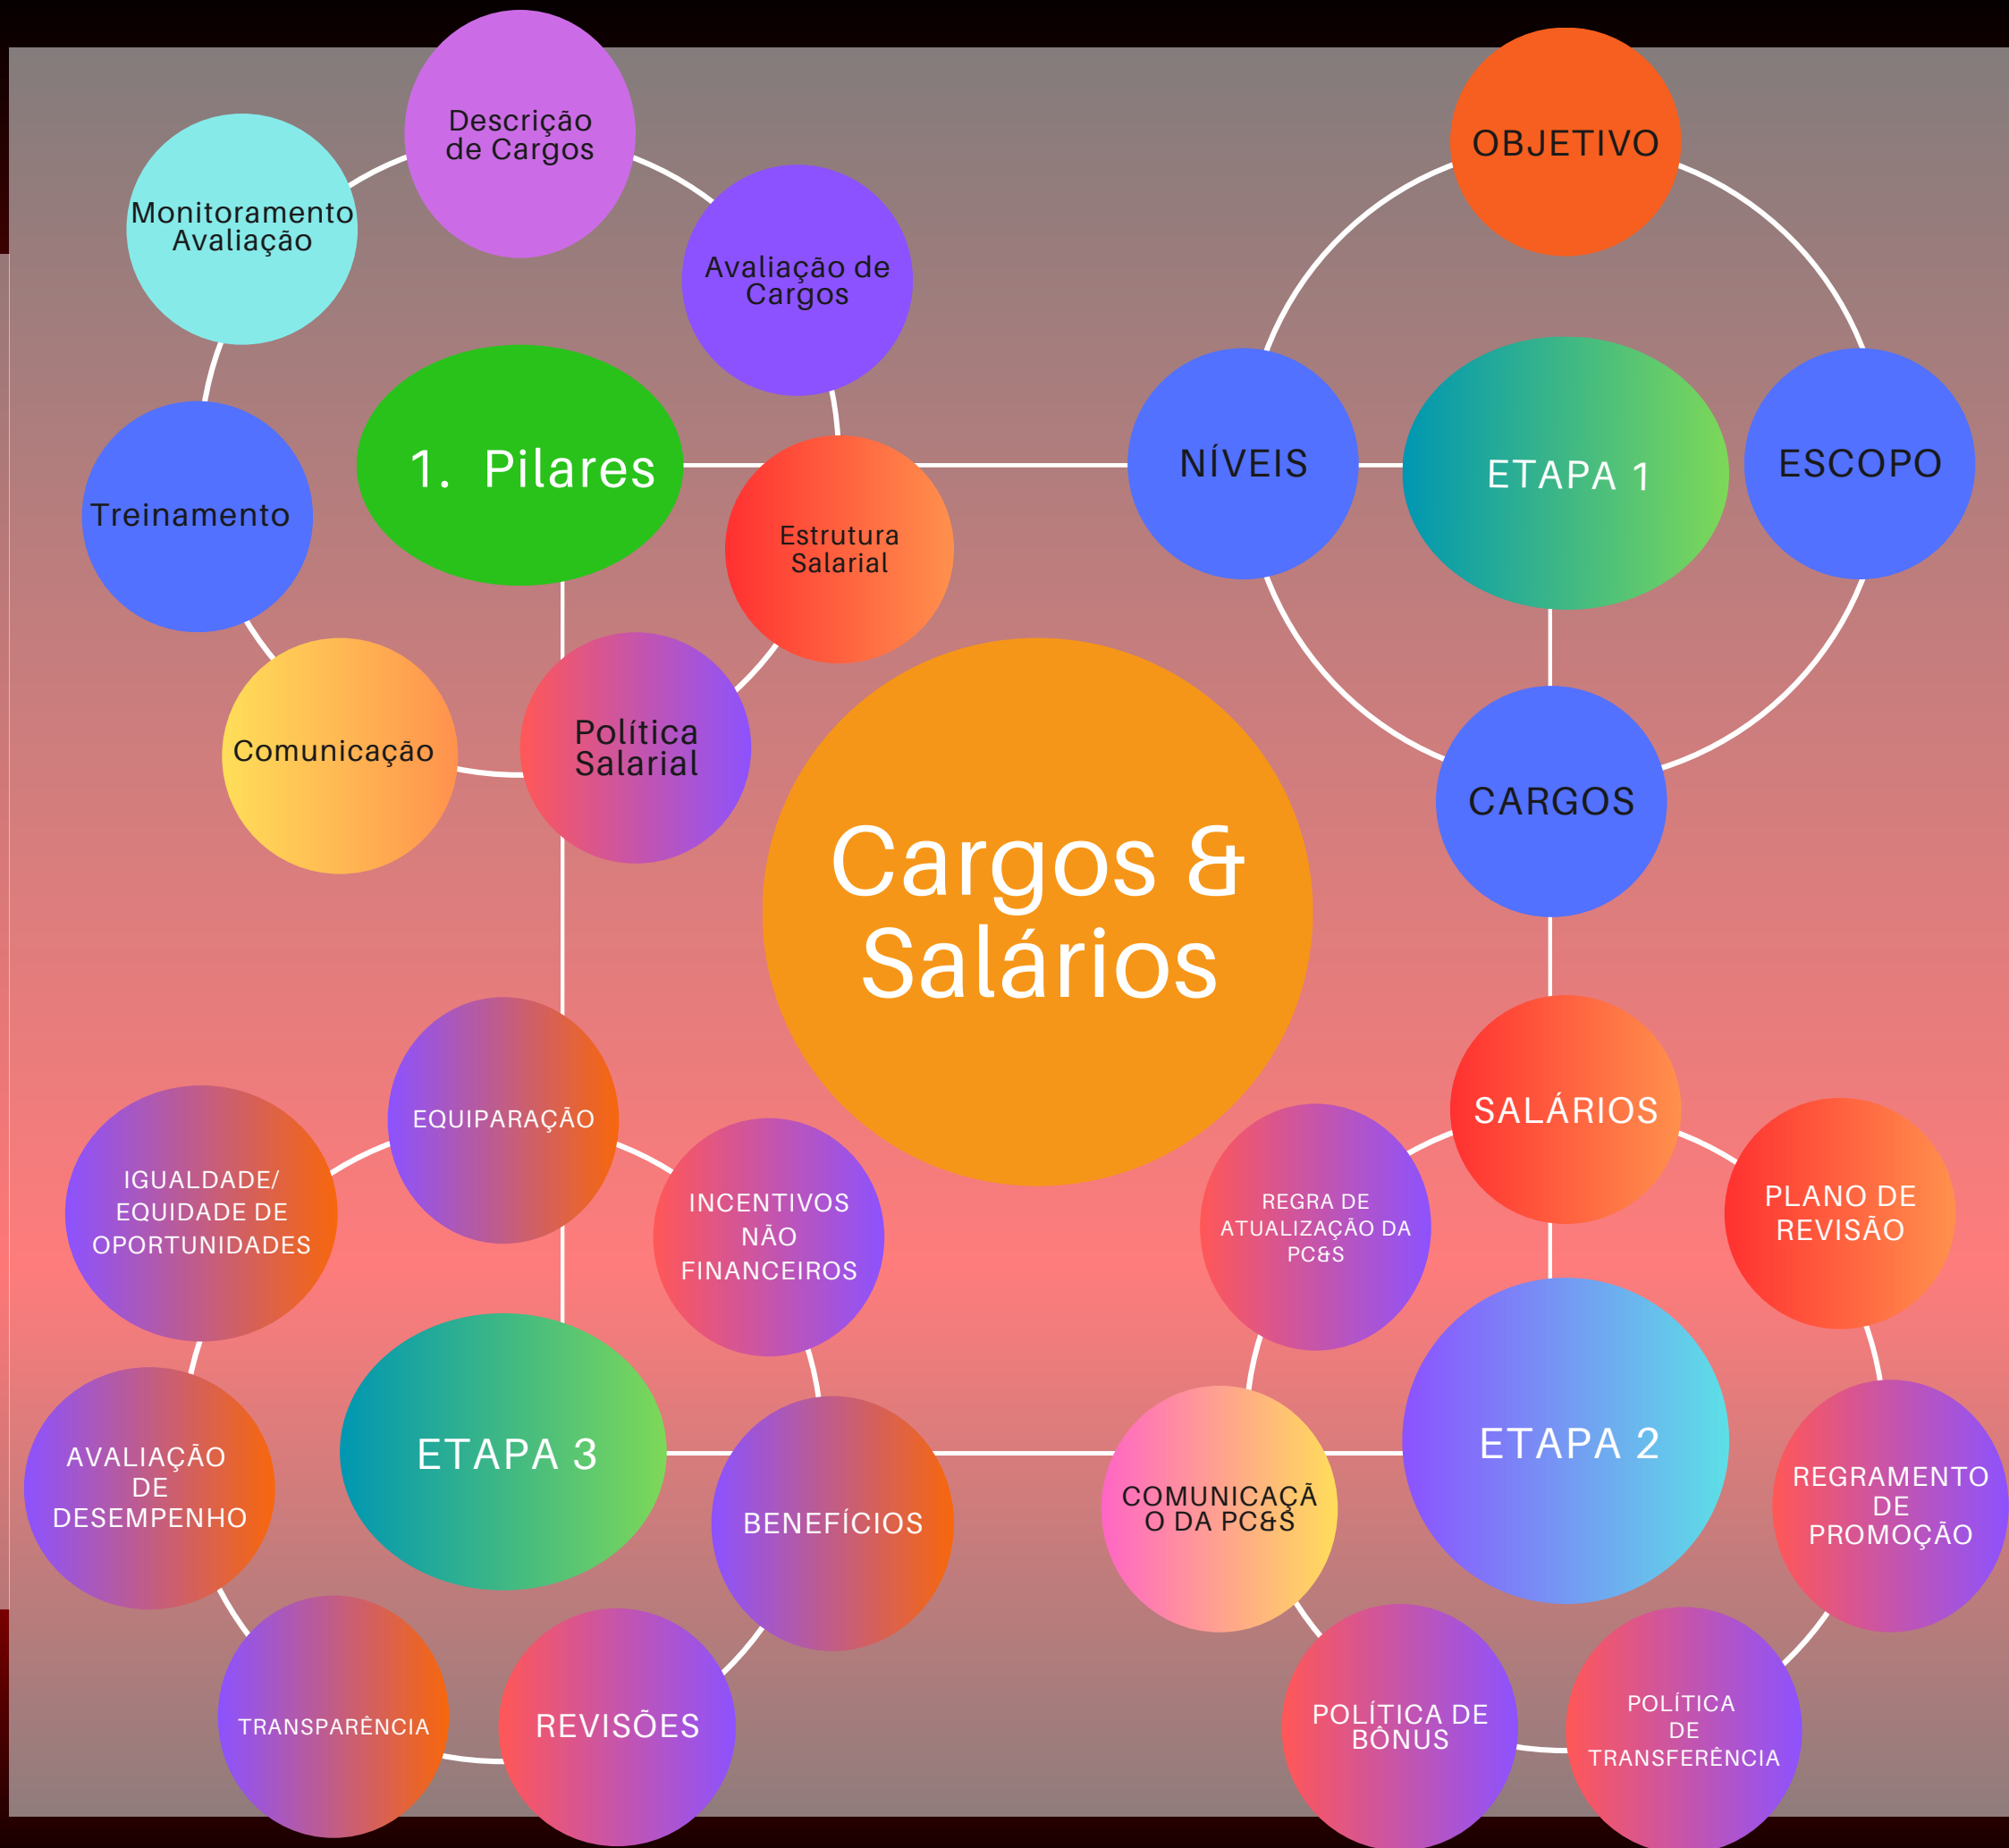 Descrição
de Cargos
Monitoramento
Avaliação
Avaliação de
Cargos
1. Pilares
Treinamento
Estrutura
Salarial
Comunicação
Política
Salarial
OBJETIVO
NÍVEIS
ETAPA 1
ESCOPO
CARGOS
Cargos &
Salários
EQUIPARAÇÃO
IGUALDADE/
EQUIDADE DE
OPORTUNIDADES
INCENTIVOS
NÃO
FINANCEIROS
ETAPA 3
AVALIAÇÃO
DE
DESEMPENHO
BENEFÍCIOS
TRANSPARÊNCIA
REVISÕES
SALÁRIOS
REGRA DE
ATUALIZAÇÃO DA
PC&S
PLANO DE
REVISÃO
ETAPA 2
COMUNICAÇÃ
O DA PC&S
REGRAMENTO
DE
PROMOÇÃO
POLÍTICA DE
BÔNUS
POLÍTICA
DE
TRANSFERÊNCIA